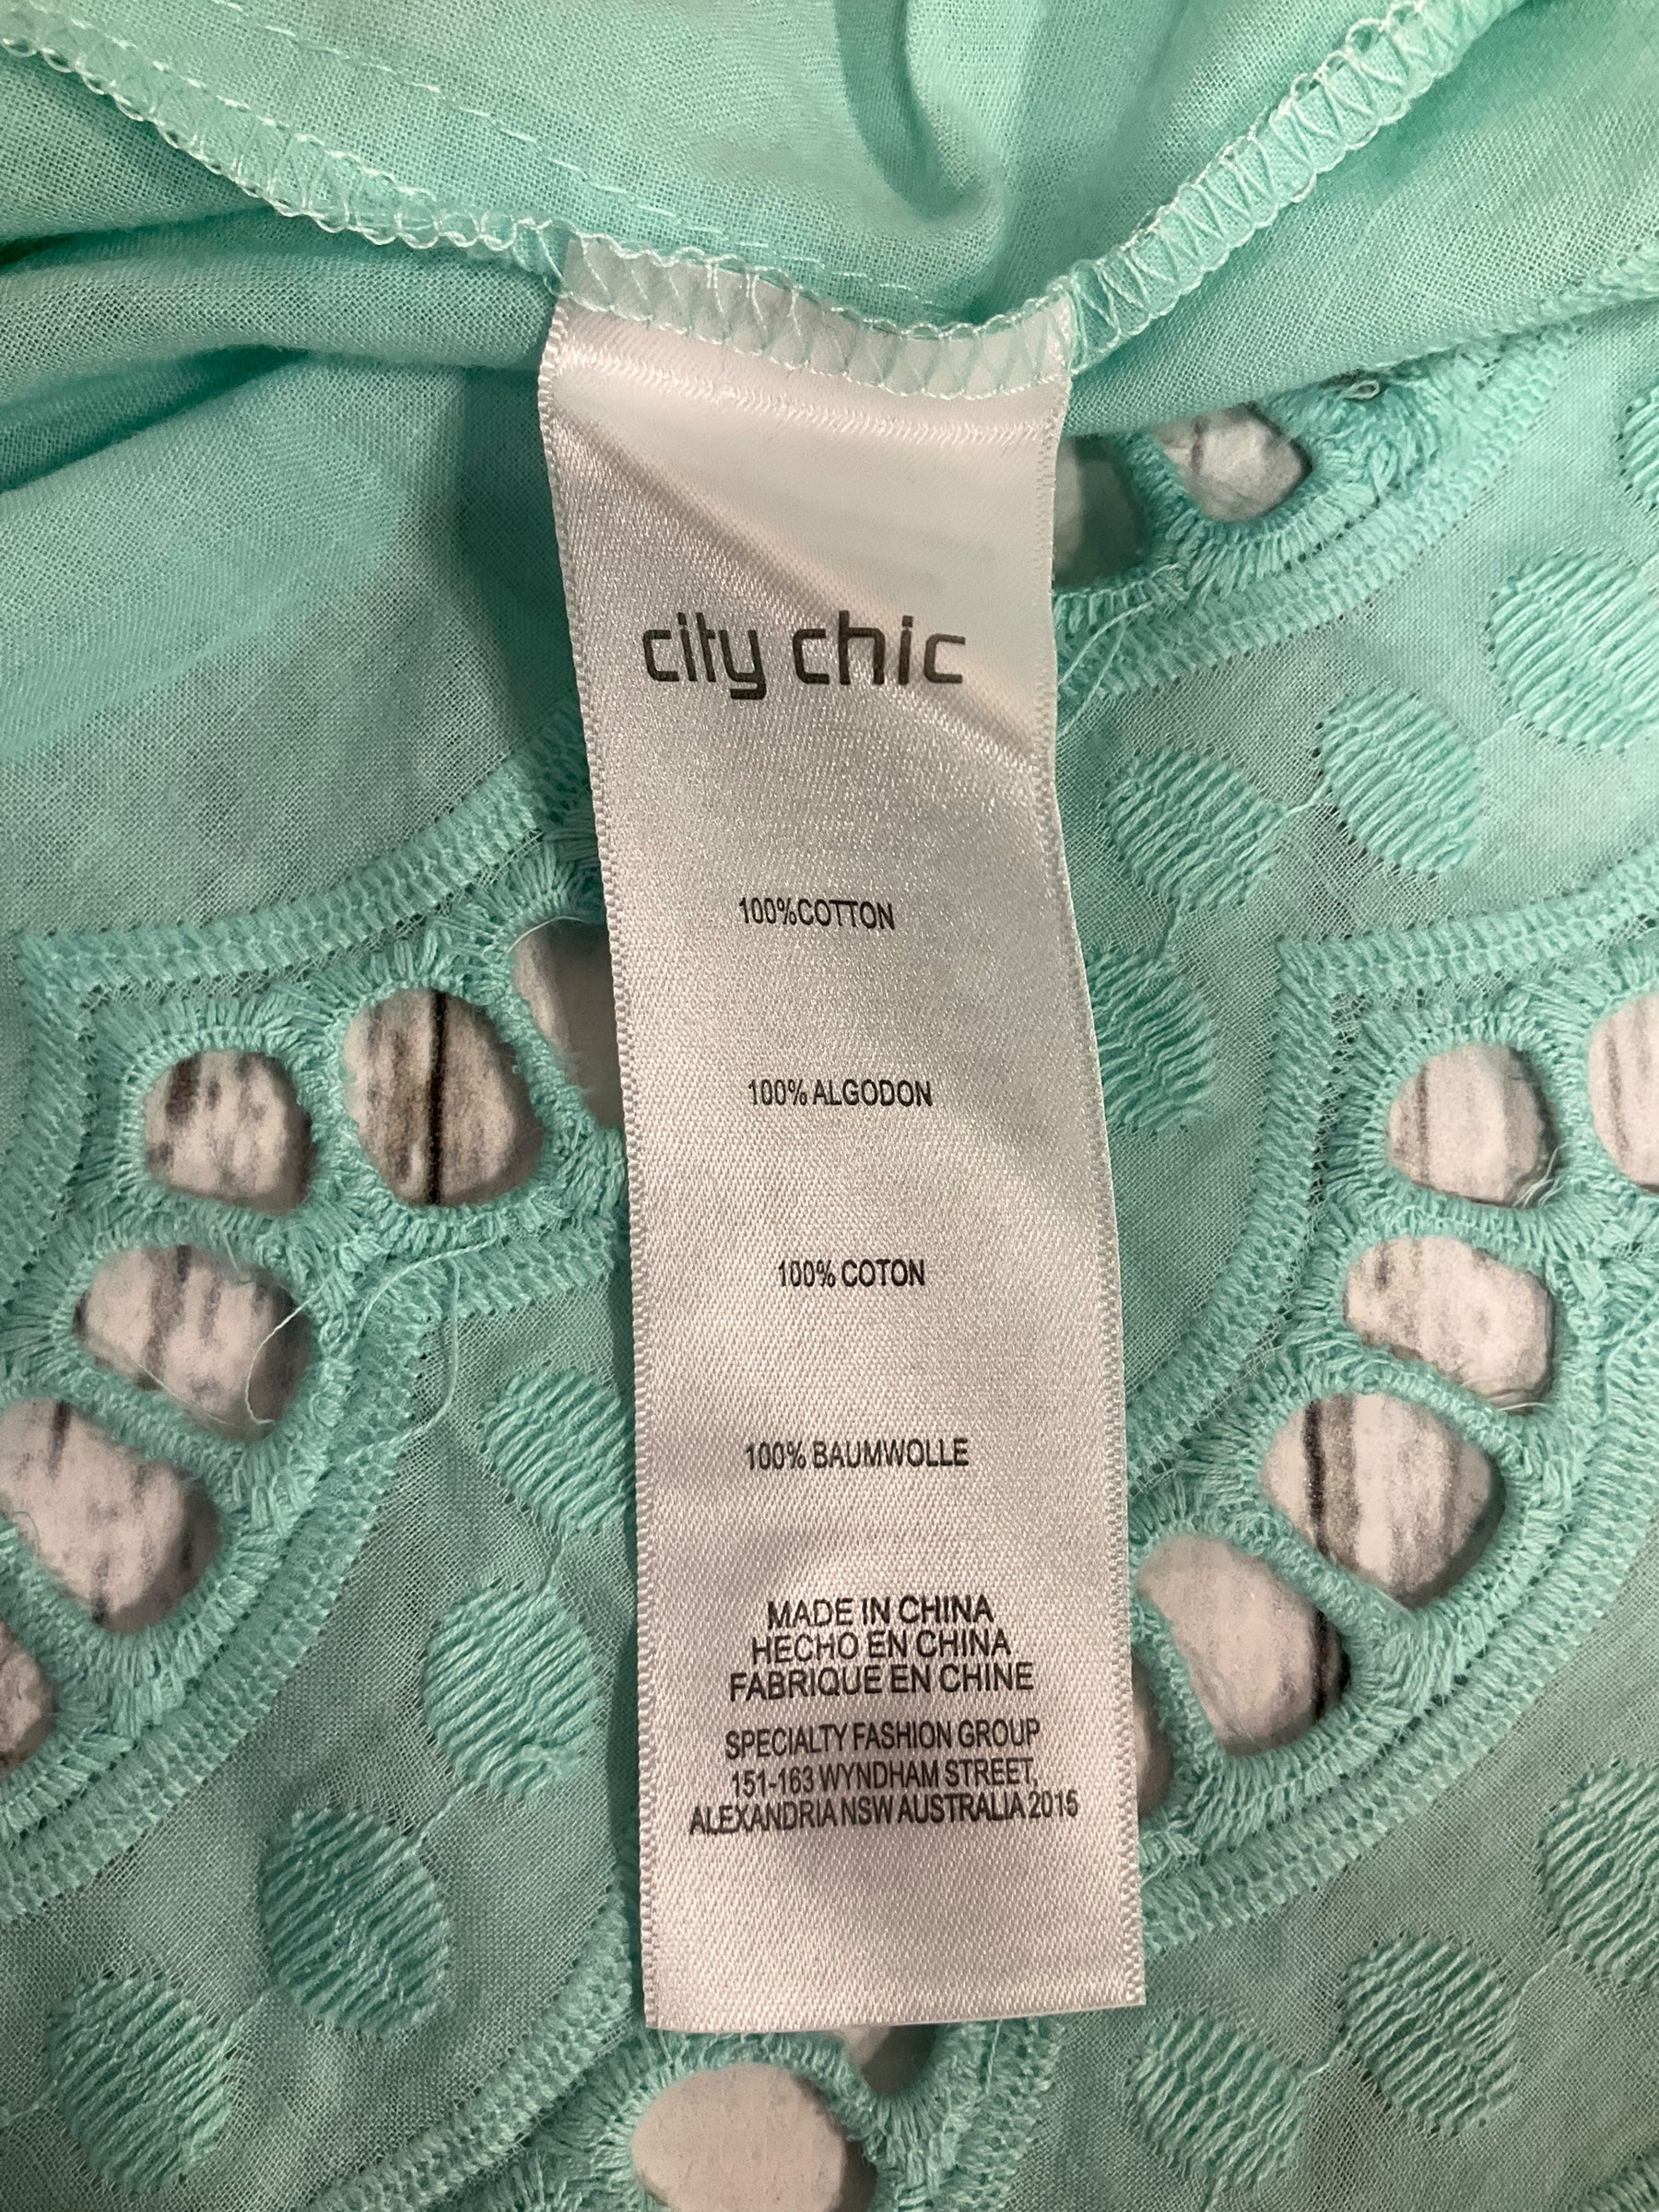 city chic
100%COTTON
100% ALGODON
100% COTON
100% BAUMWOLLE
MADE IN CHINA
HECHO EN CHINA
FABRIQUE EN CHINE
SPECIALTY FASHION GROUP
151-163 WYNDHAM STREET,
ALEXANDRIA NSW AUSTRALIA 2015